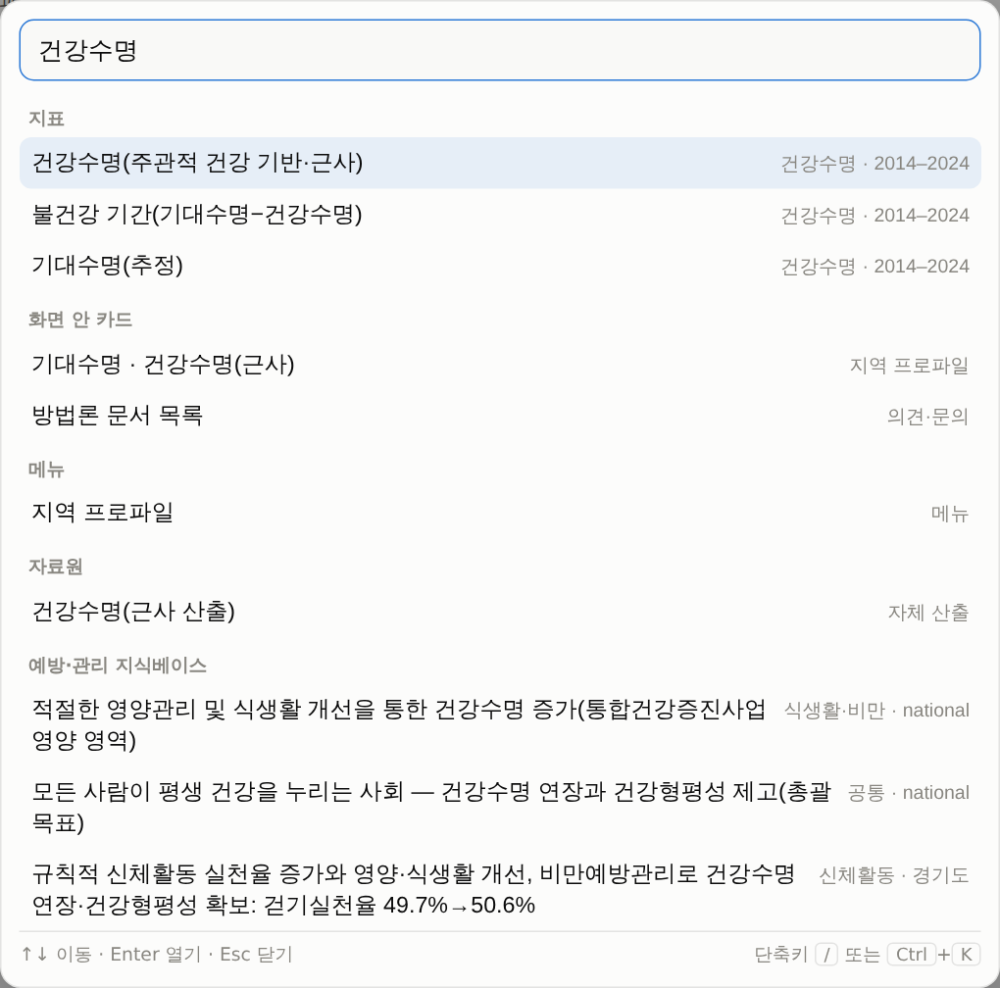 건강수명
지표
건강수명(주관적 건강 기반·근사) 건강수명 · 2014–2024
불건강 기간(기대수명−건강수명) 건강수명 · 2014–2024
기대수명(추정) 건강수명 · 2014–2024
화면 안 카드
기대수명 · 건강수명(근사) 지역 프로파일
방법론 문서 목록 의견·문의
메뉴
지역 프로파일 메뉴
자료원
건강수명(근사 산출) 자체 산출
예방·관리 지식베이스
적절한 영양관리 및 식생활 개선을 통한 건강수명 증가(통합건강증진사업 식생활·비만 · national
영양 영역)
모든 사람이 평생 건강을 누리는 사회 — 건강수명 연장과 건강형평성 제고(총괄 공통 · national
목표)
규칙적 신체활동 실천율 증가와 영양·식생활 개선, 비만예방관리로 건강수명 신체활동 · 경기도
연장·건강형평성 확보: 걷기실천율 49.7%→50.6%
↑↓ 이동 · Enter 열기 · Esc 닫기 단축키 / 또는 Ctrl+K